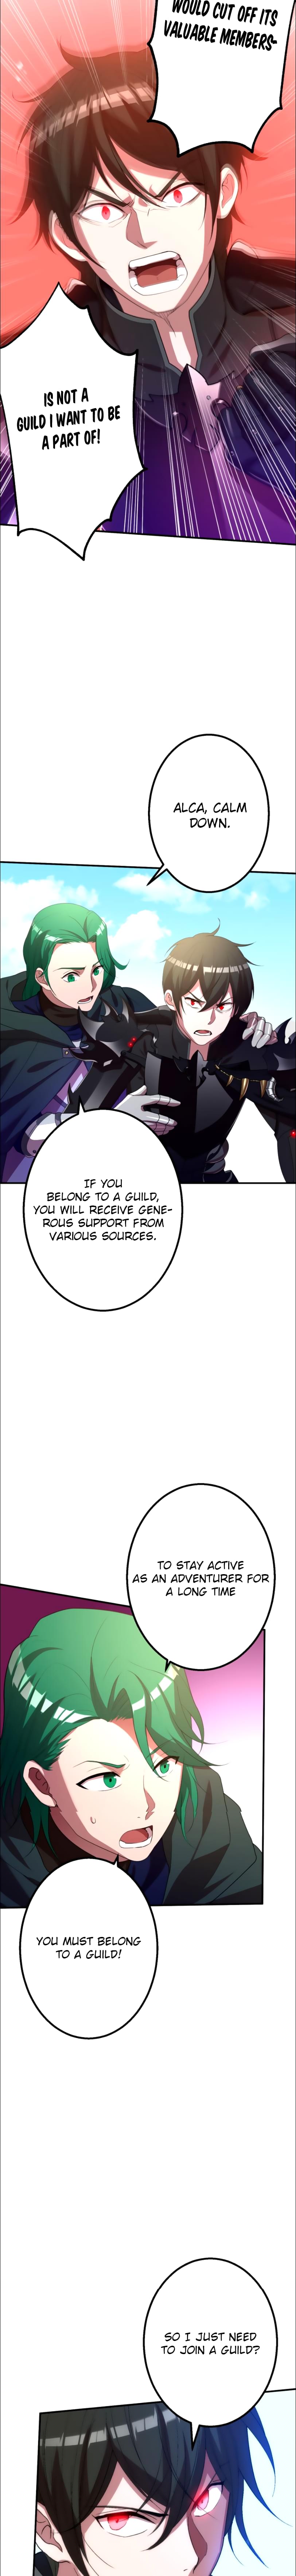 WOULD CUT OFF ITS
VALUABLE MEMBERS-
IS NOT A
GUILD I WANT TO BE
A PART OF!
ALCA, CALM
DOWN.
IF YOU
BELONG TO A GUILD,
YOU WILL RECEIVE GENE-
ROUS SUPPORT FROM
VARIOUS SOURCES.
TO STAY ACTIVE
AS AN ADVENTURER FOR
A LONG TIME
YOU MUST BELONG
TO A GUILD!
SO I JUST NEED
TO JOIN A GUILD?